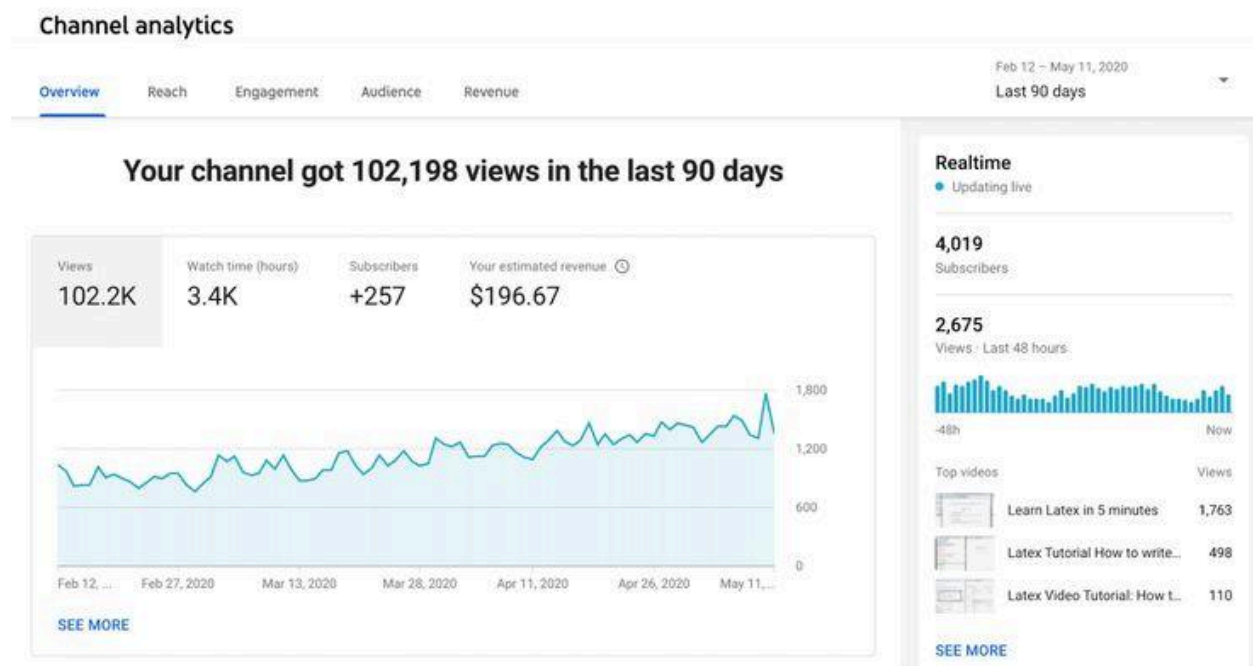 Channel analytics
Overview Reach Engagement Audience Revenue
Feb 12 – May 11, 2020
Last 90 days
Your channel got 102,198 views in the last 90 days
Views
102.2K
Watch time (hours)
3.4K
Subscribers
+257
Your estimated revenue
$196.67
1,800
1,200
600
0
Feb 12, ... Feb 27, 2020 Mar 13, 2020 Mar 28, 2020 Apr 11, 2020 Apr 26, 2020 May 11,...
SEE MORE
Realtime
Updating live
4,019
Subscribers
2,675
Views · Last 48 hours
-48h Now
Top videos Views
Learn Latex in 5 minutes 1,763
Latex Tutorial How to write... 498
Latex Video Tutorial: How t... 110
SEE MORE